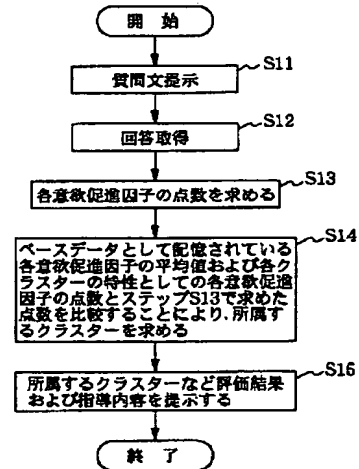 開 始
S11
質問文提示
S12
回答取得
S13
各意欲促進因子の点数を求める
S14
ベースデータとして記憶されている
各意欲促進因子の平均値および各ク
ラスターの特性としての各意欲促進
因子の点数とステップS13で求めた
点数を比較することにより、所属す
るクラスターを求める
S16
所属するクラスターなど評価結果
および指導内容を提示する
終 了